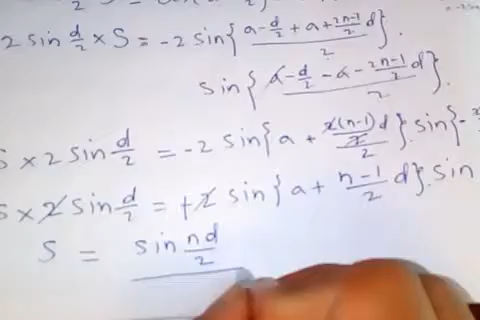 2 sin d/2 × S = -2 sin{ (a - d/2 + a + (2n-1)/2 d)/2 }.
sin{ (a - d/2 - a - (2n-1)/2 d)/2 }.
S × 2 sin d/2 = -2 sin{ a + (2(n-1)d/2)/2 }. sin{ -
S × 2 sin d/2 = +2 sin{ a + (n-1)/2 d }. sin
S = sin nd/2